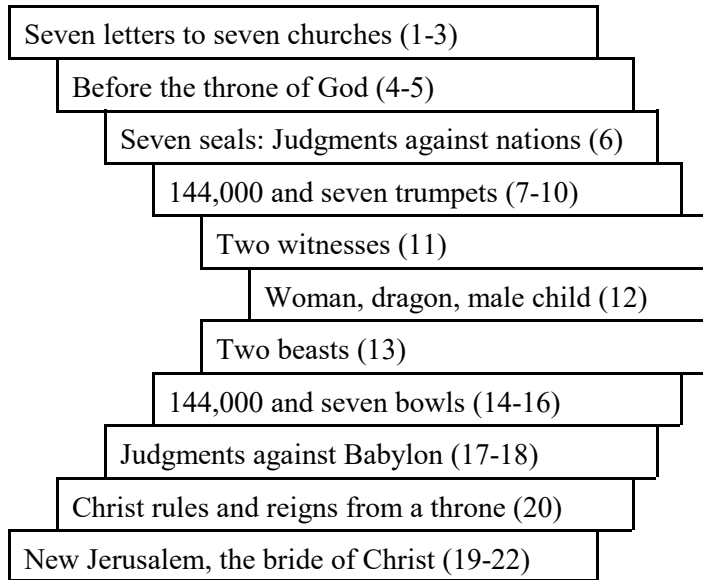 Seven letters to seven churches (1-3)
Before the throne of God (4-5)
Seven seals: Judgments against nations (6)
144,000 and seven trumpets (7-10)
Two witnesses (11)
Woman, dragon, male child (12)
Two beasts (13)
144,000 and seven bowls (14-16)
Judgments against Babylon (17-18)
Christ rules and reigns from a throne (20)
New Jerusalem, the bride of Christ (19-22)